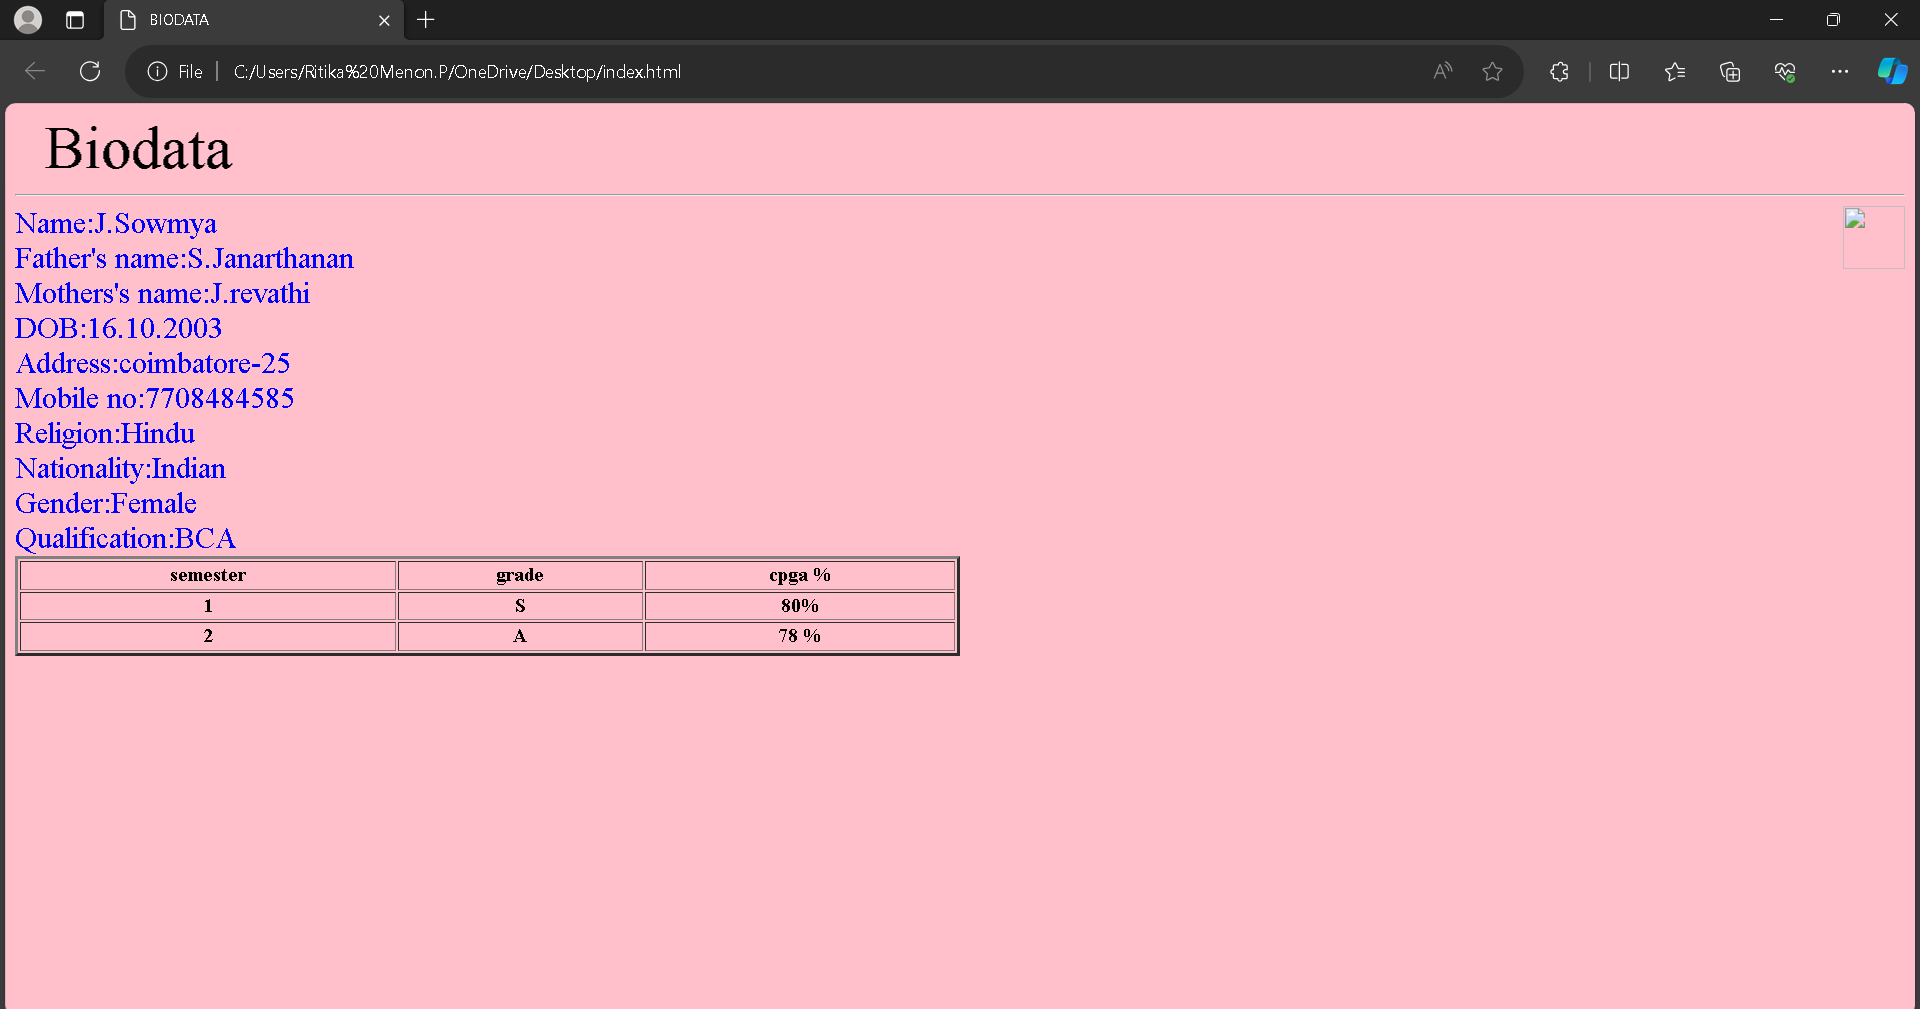 BIODATA
File C:/Users/Ritika%20Menon.P/OneDrive/Desktop/index.html
Biodata
Name:J.Sowmya
Father's name:S.Janarthanan
Mothers's name:J.revathi
DOB:16.10.2003
Address:coimbatore-25
Mobile no:7708484585
Religion:Hindu
Nationality:Indian
Gender:Female
Qualification:BCA
semester grade cpga %
1 S 80%
2 A 78 %